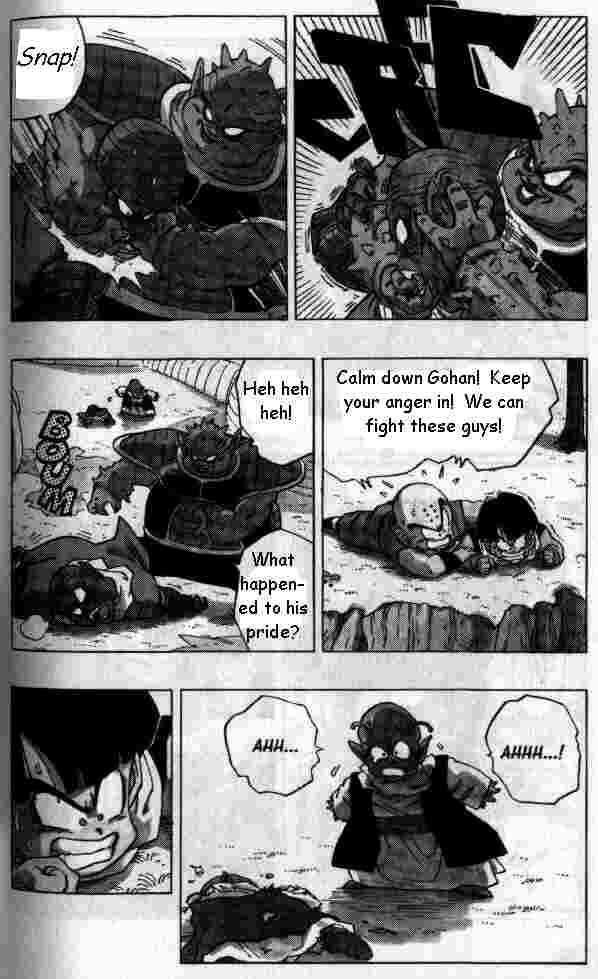 Snap!
Heh heh
heh!
BOUM
What
happen-
ed to his
pride?
Calm down Gohan! Keep
your anger in! We can
fight these guys!
AHH...
AHHH...!